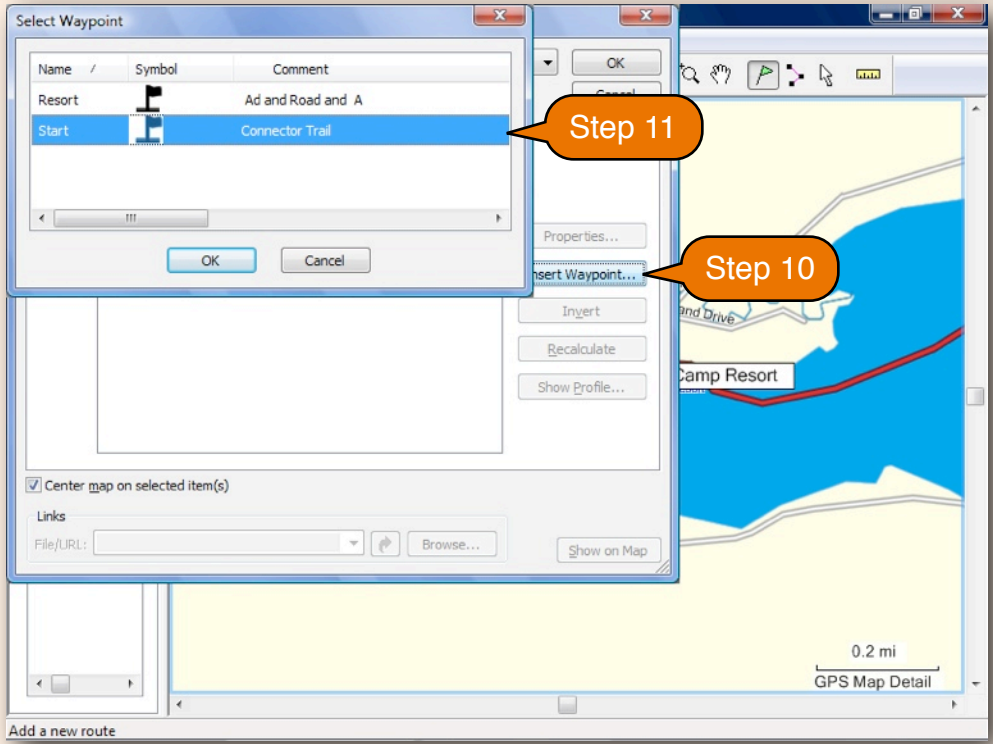 Select Waypoint
Name / Symbol Comment
Resort Ad and Road and A
Start Connector Trail
OK Cancel
OK
Step 11
Properties...
nsert Waypoint...
Step 10
Invert
Recalculate
Show Profile...
and Drive
Camp Resort
Center map on selected item(s)
Links
File/URL: Browse...
Show on Map
0.2 mi
GPS Map Detail
Add a new route